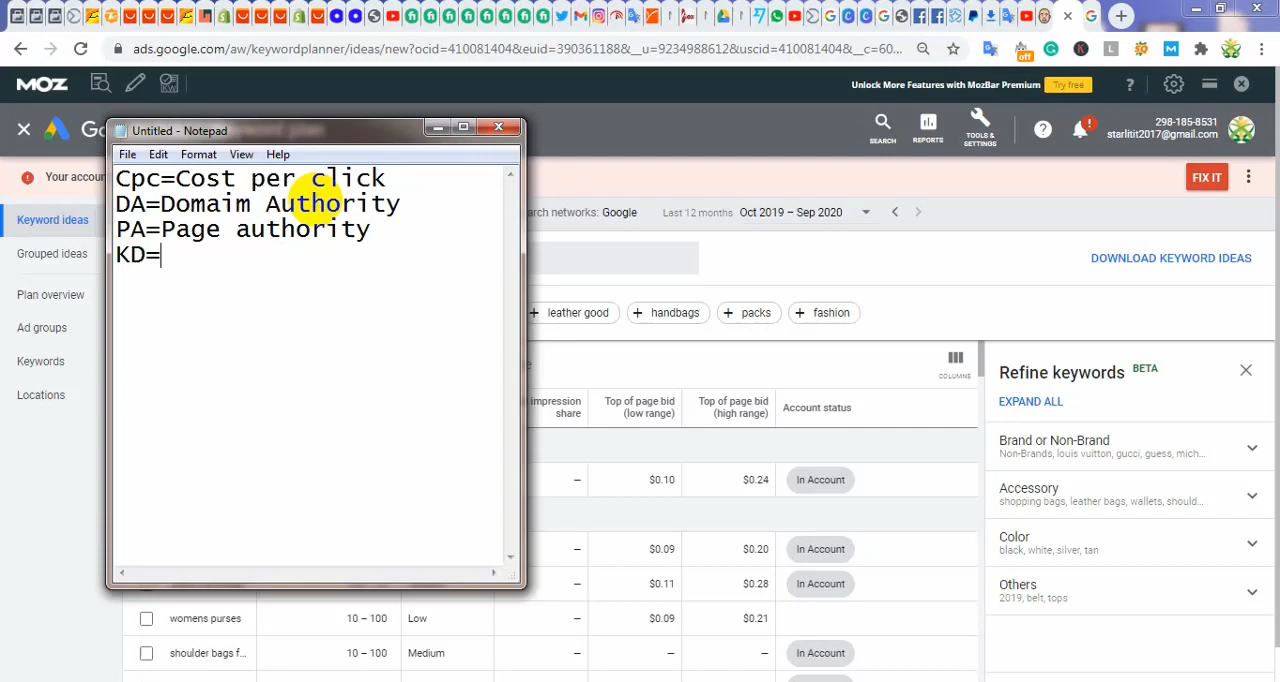 ads.google.com/aw/keywordplanner/ideas/new?ocid=410081404&euid=390361188&__u=9234988612&uscid=410081404&__c=60...
off
MOZ
Unlock More Features with MozBar Premium
Try free
?
Untitled - Notepad
File Edit Format View Help
Cpc=Cost per click
DA=Domaim Authority
PA=Page authority
KD=
SEARCH
REPORTS
TOOLS & SETTINGS
298-185-8531
starlitit2017@gmail.com
Your accoun
FIX IT
Keyword ideas
Grouped ideas
Plan overview
Ad groups
Keywords
Locations
arch networks: Google
Last 12 months Oct 2019 – Sep 2020
DOWNLOAD KEYWORD IDEAS
+ leather good
+ handbags
+ packs
+ fashion
COLUMNS
impression share
Top of page bid (low range)
Top of page bid (high range)
Account status
– $0.10 $0.24 In Account
– $0.09 $0.20 In Account
– $0.11 $0.28 In Account
womens purses 10 – 100 Low – $0.09 $0.21
shoulder bags f... 10 – 100 Medium – – – In Account
Refine keywords BETA
EXPAND ALL
Brand or Non-Brand
Non-Brands, louis vuitton, gucci, guess, mich...
Accessory
shopping bags, leather bags, wallets, should...
Color
black, white, silver, tan
Others
2019, belt, tops